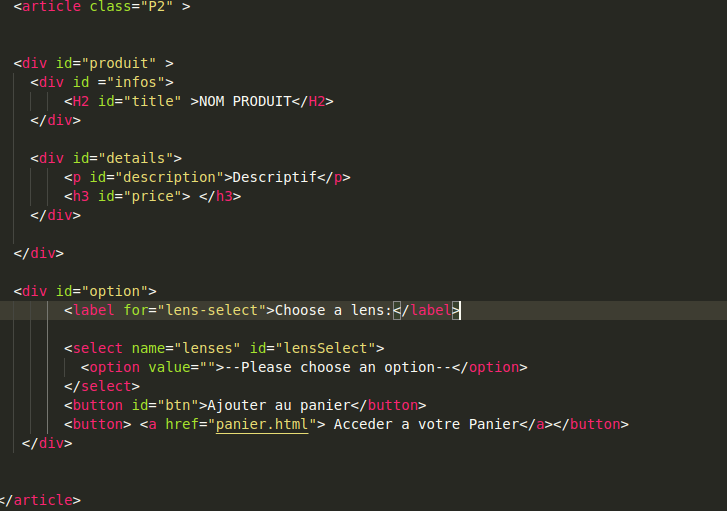 <article class="P2" >
<div id="produit" >
<div id ="infos">
<H2 id="title" >NOM PRODUIT</H2>
</div>
<div id="details">
<p id="description">Descriptif</p>
<h3 id="price"> </h3>
</div>
</div>
<div id="option">
<label for="lens-select">Choose a lens:</label>
<select name="lenses" id="lensSelect">
<option value="">--Please choose an option--</option>
</select>
<button id="btn">Ajouter au panier</button>
<button> <a href="panier.html"> Acceder a votre Panier</a></button>
</div>
</article>